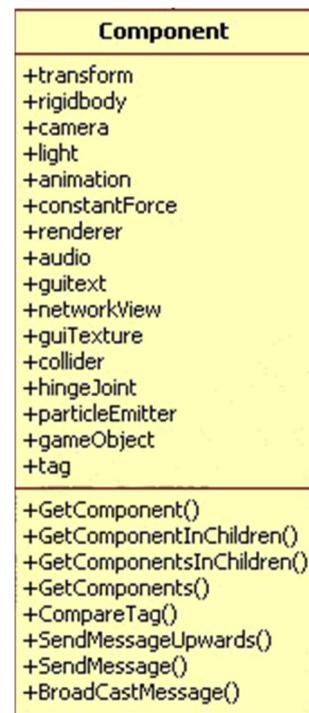 Component
+transform
+rigidbody
+camera
+light
+animation
+constantForce
+renderer
+audio
+guitext
+networkView
+guiTexture
+collider
+hingeJoint
+particleEmitter
+gameObject
+tag
+GetComponent()
+GetComponentInChildren()
+GetComponentsInChildren()
+GetComponents()
+CompareTag()
+SendMessageUpwards()
+SendMessage()
+BroadCastMessage()